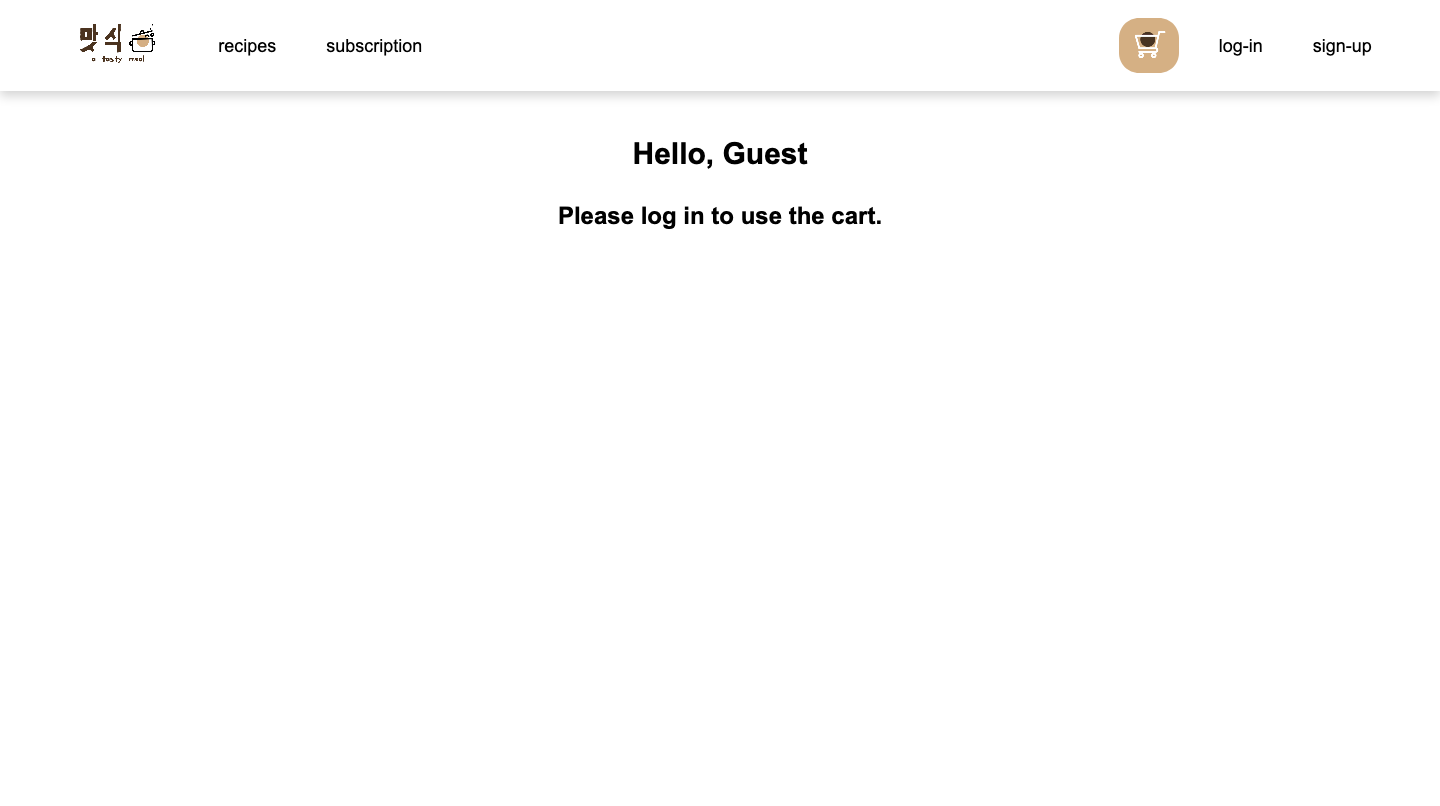 맛식
a tasty meal
recipes
subscription
log-in
sign-up
Hello, Guest
Please log in to use the cart.